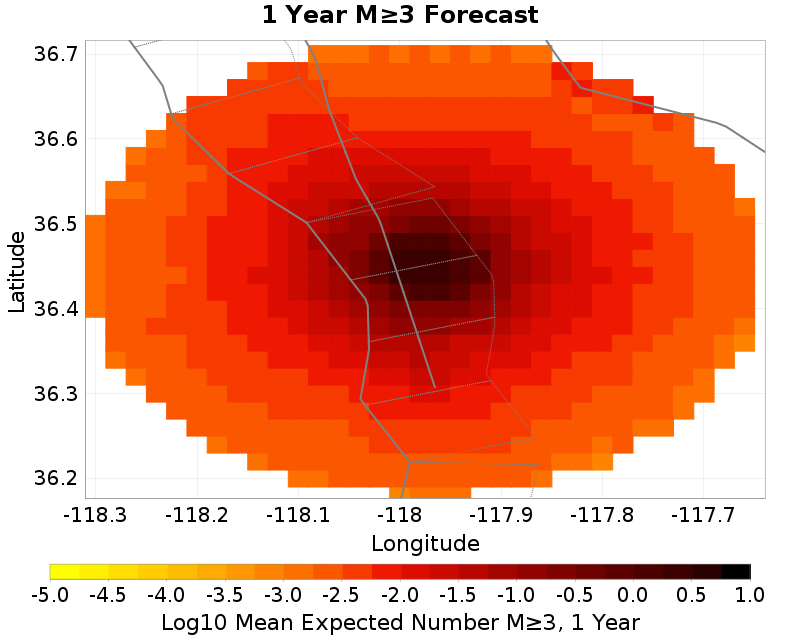 1 Year M≥3 Forecast
36.7
36.6
36.5
36.4
36.3
36.2
Latitude
-118.3 -118.2 -118.1 -118 -117.9 -117.8 -117.7
Longitude
-5.0 -4.5 -4.0 -3.5 -3.0 -2.5 -2.0 -1.5 -1.0 -0.5 0.0 0.5 1.0
Log10 Mean Expected Number M≥3, 1 Year